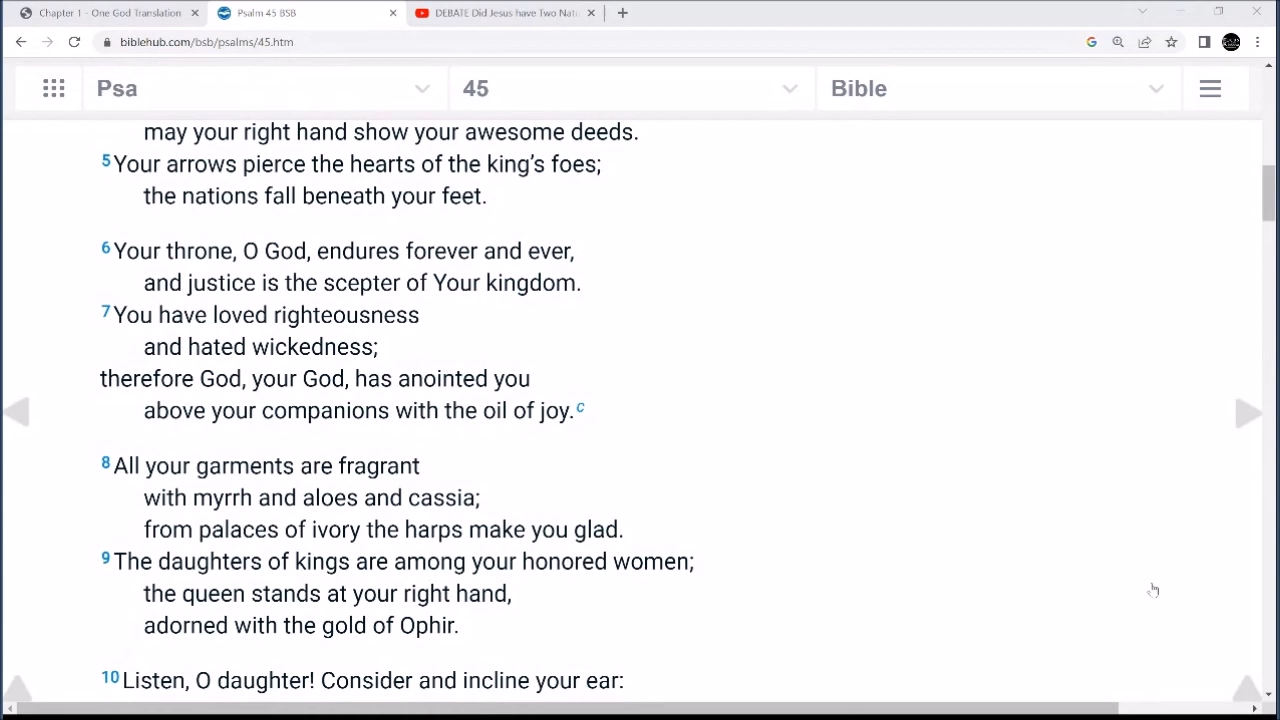 Chapter 1 - One God Translation
Psalm 45 BSB
DEBATE Did Jesus have Two Natu
biblehub.com/bsb/psalms/45.htm
Psa 45 Bible
may your right hand show your awesome deeds.
5 Your arrows pierce the hearts of the king’s foes;
the nations fall beneath your feet.
6 Your throne, O God, endures forever and ever,
and justice is the scepter of Your kingdom.
7 You have loved righteousness
and hated wickedness;
therefore God, your God, has anointed you
above your companions with the oil of joy. c
8 All your garments are fragrant
with myrrh and aloes and cassia;
from palaces of ivory the harps make you glad.
9 The daughters of kings are among your honored women;
the queen stands at your right hand,
adorned with the gold of Ophir.
10 Listen, O daughter! Consider and incline your ear: